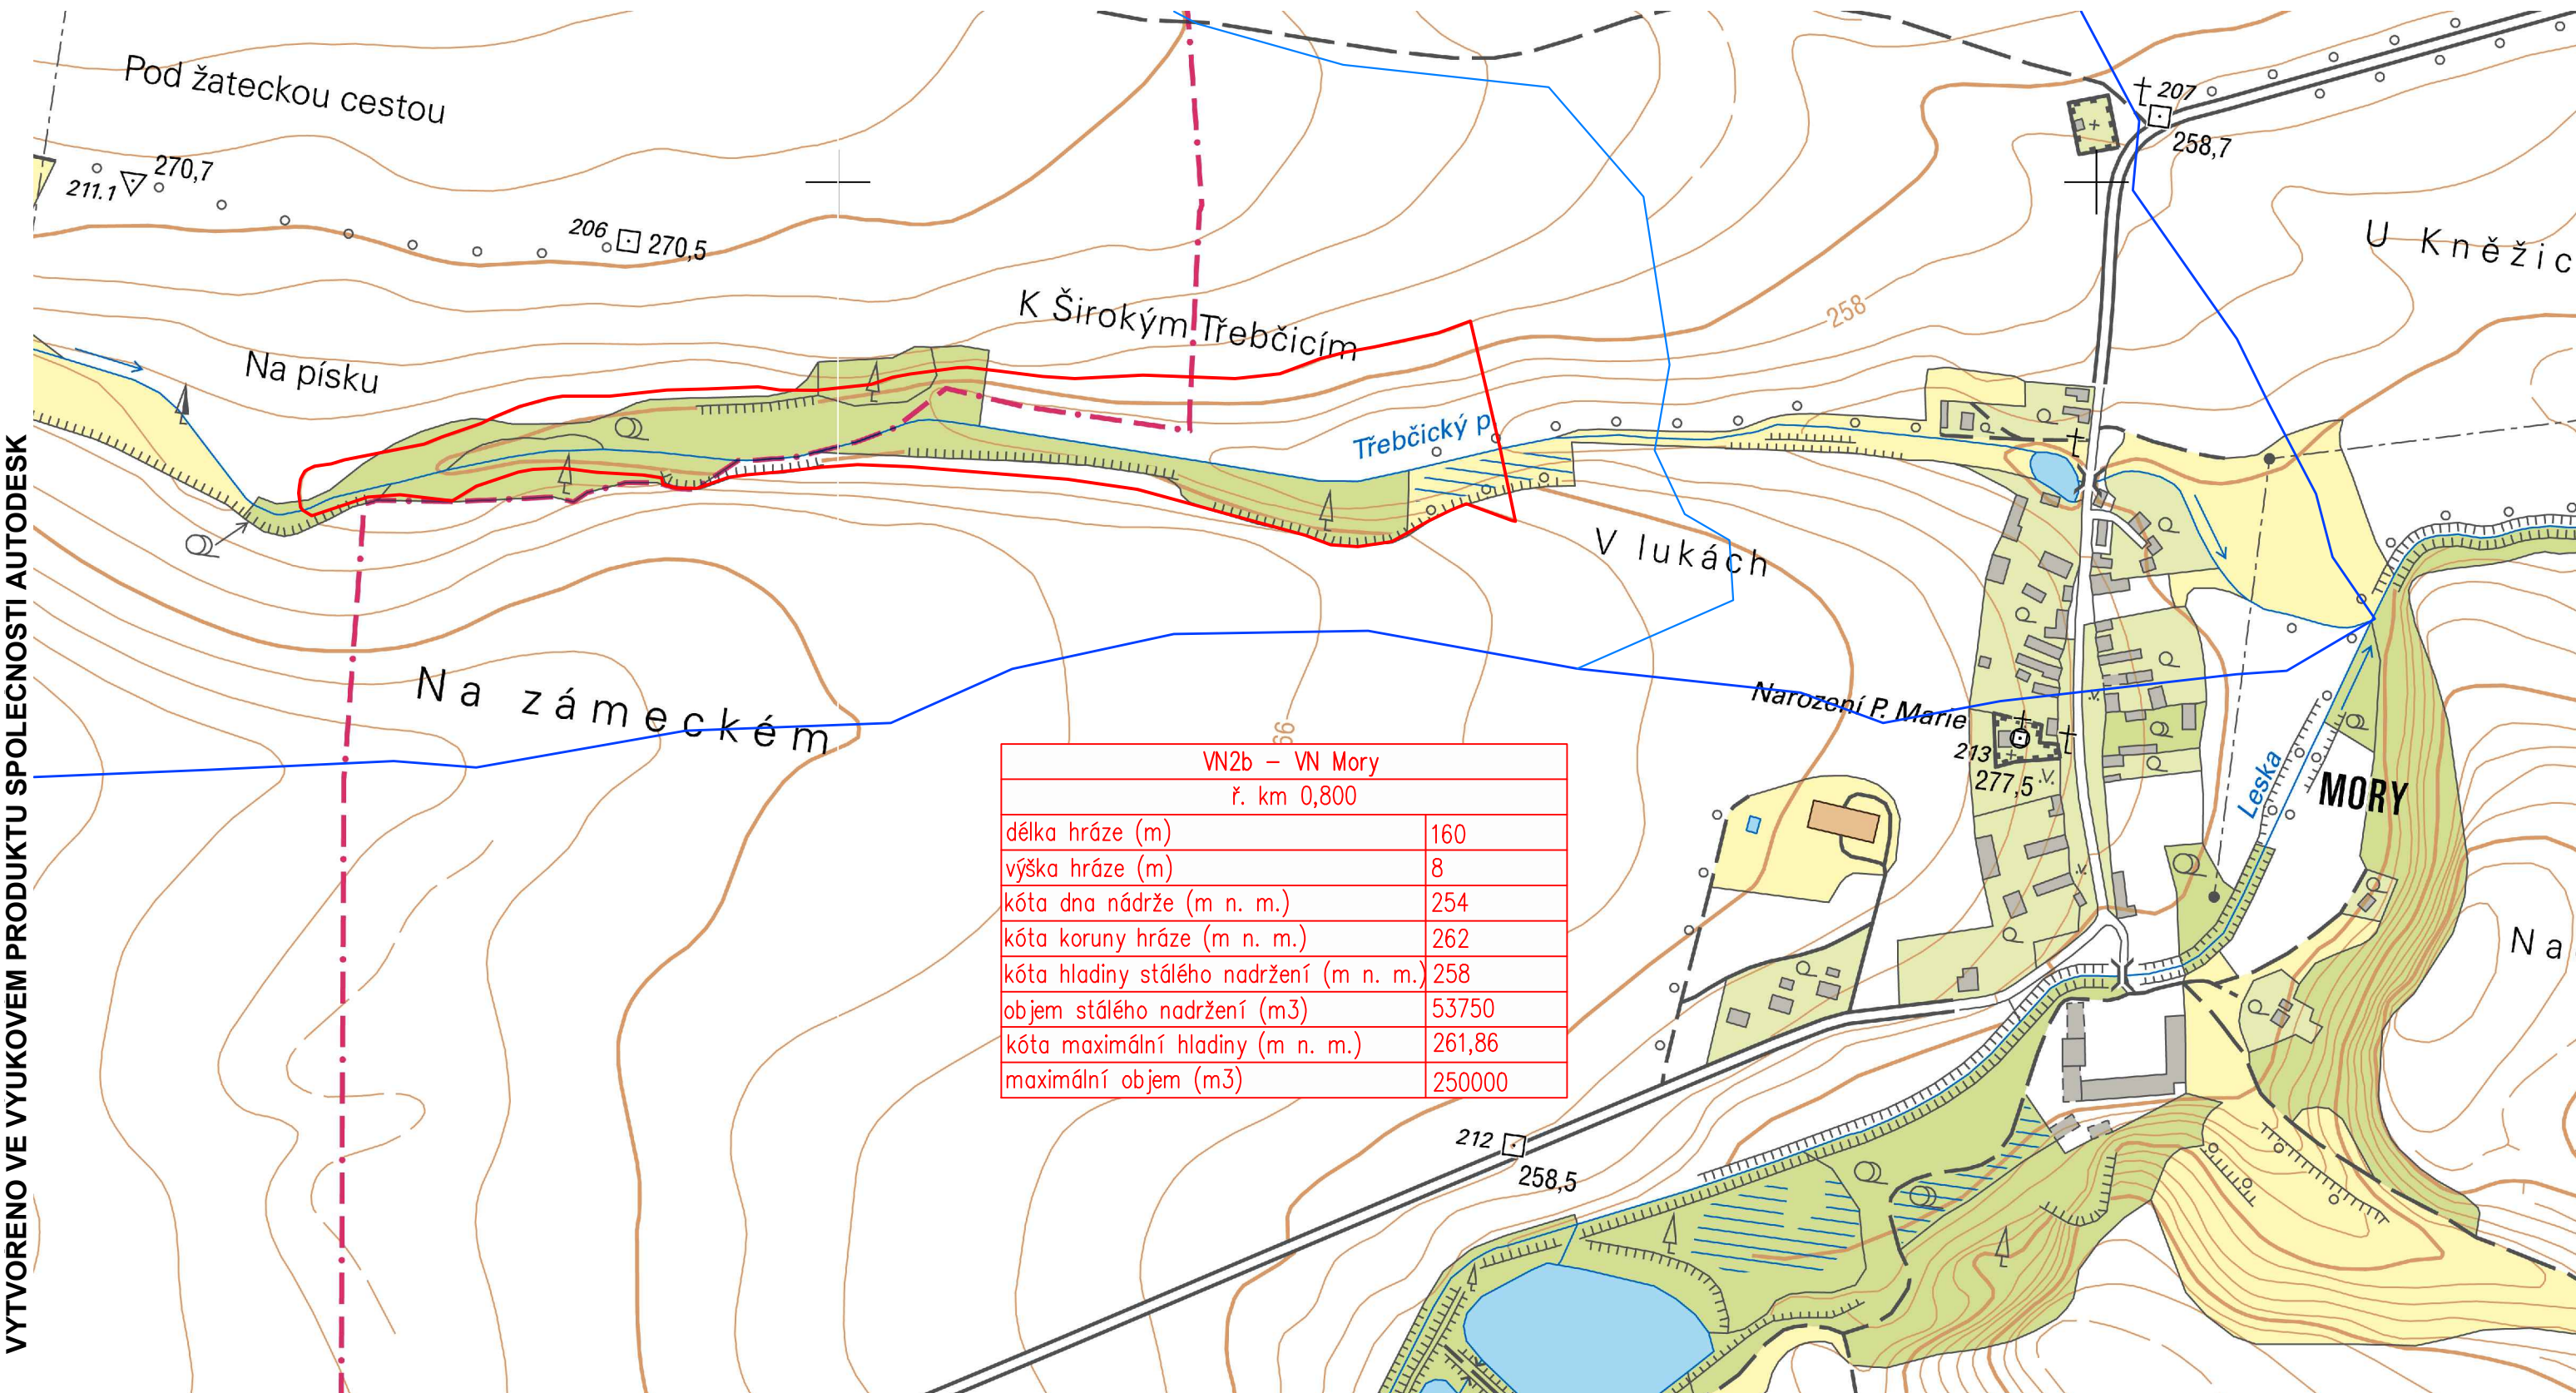 VYTVOŘENO VE VÝUKOVÉM PRODUKTU SPOLEČNOSTI AUTODESK
Pod žateckou cestou
270,7
211.1
206
270,5
207
258,7
U Kněžic
K Širokým Třebčicím
258
Na písku
Třebčický p.
V lukách
Na zámeckém
66
Narození P. Marie
213
277,5
Leska
MORY
Na
VN2b – VN Mory
ř. km 0,800
délka hráze (m) 160
výška hráze (m) 8
kóta dna nádrže (m n. m.) 254
kóta koruny hráze (m n. m.) 262
kóta hladiny stálého nadržení (m n. m.) 258
objem stálého nadržení (m3) 53750
kóta maximální hladiny (m n. m.) 261,86
maximální objem (m3) 250000
212
258,5